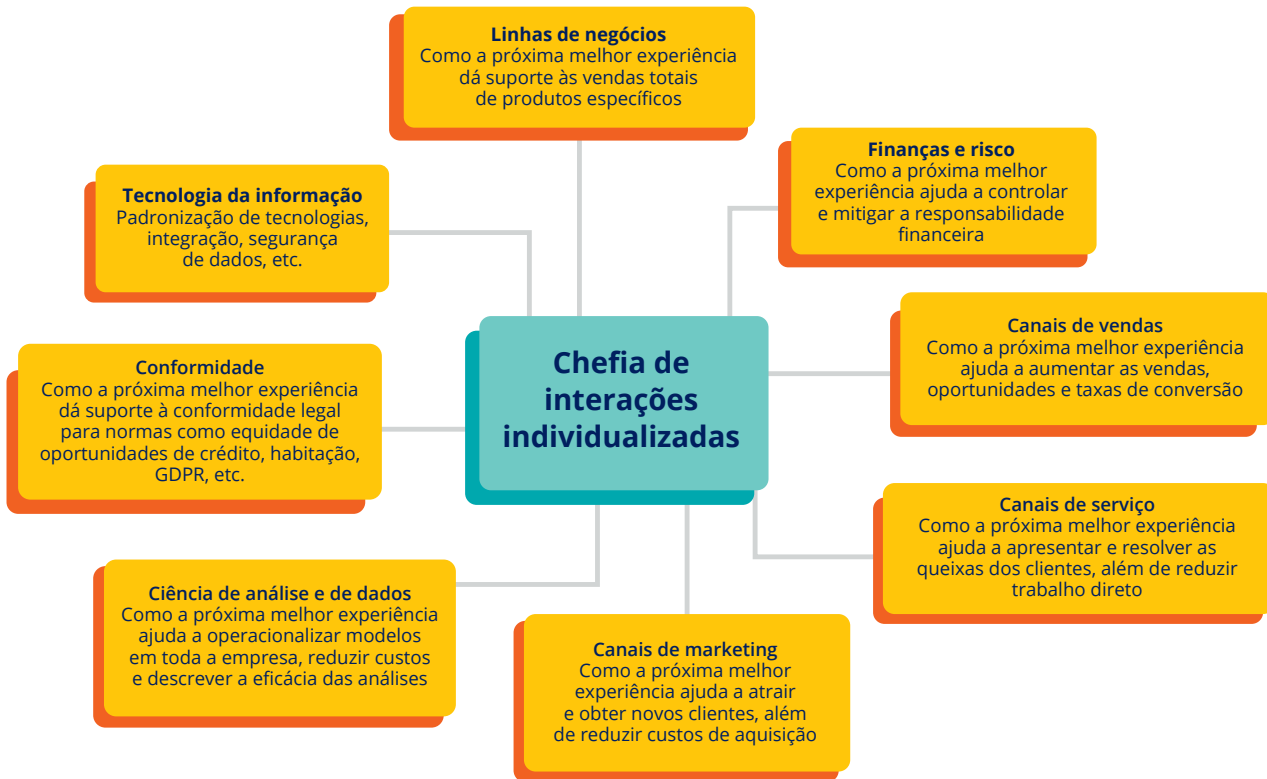 Linhas de negócios
Como a próxima melhor experiência
dá suporte às vendas totais
de produtos específicos
Finanças e risco
Como a próxima melhor
experiência ajuda a controlar
e mitigar a responsabilidade
financeira
Tecnologia da informação
Padronização de tecnologias,
integração, segurança
de dados, etc.
Canais de vendas
Como a próxima melhor experiência
ajuda a aumentar as vendas,
oportunidades e taxas de conversão
Chefia de
interações
individualizadas
Conformidade
Como a próxima melhor experiência
dá suporte à conformidade legal
para normas como equidade de
oportunidades de crédito, habitação,
GDPR, etc.
Canais de serviço
Como a próxima melhor experiência
ajuda a apresentar e resolver as
queixas dos clientes, além de reduzir
trabalho direto
Ciência de análise e de dados
Como a próxima melhor experiência
ajuda a operacionalizar modelos
em toda a empresa, reduzir custos
e descrever a eficácia das análises
Canais de marketing
Como a próxima melhor
experiência ajuda a atrair
e obter novos clientes, além
de reduzir custos de aquisição